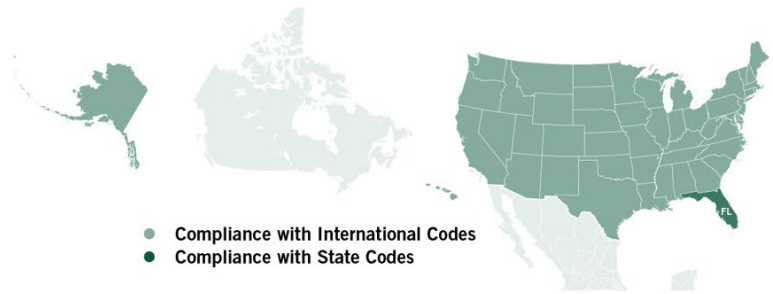 FL
Compliance with International Codes
Compliance with State Codes